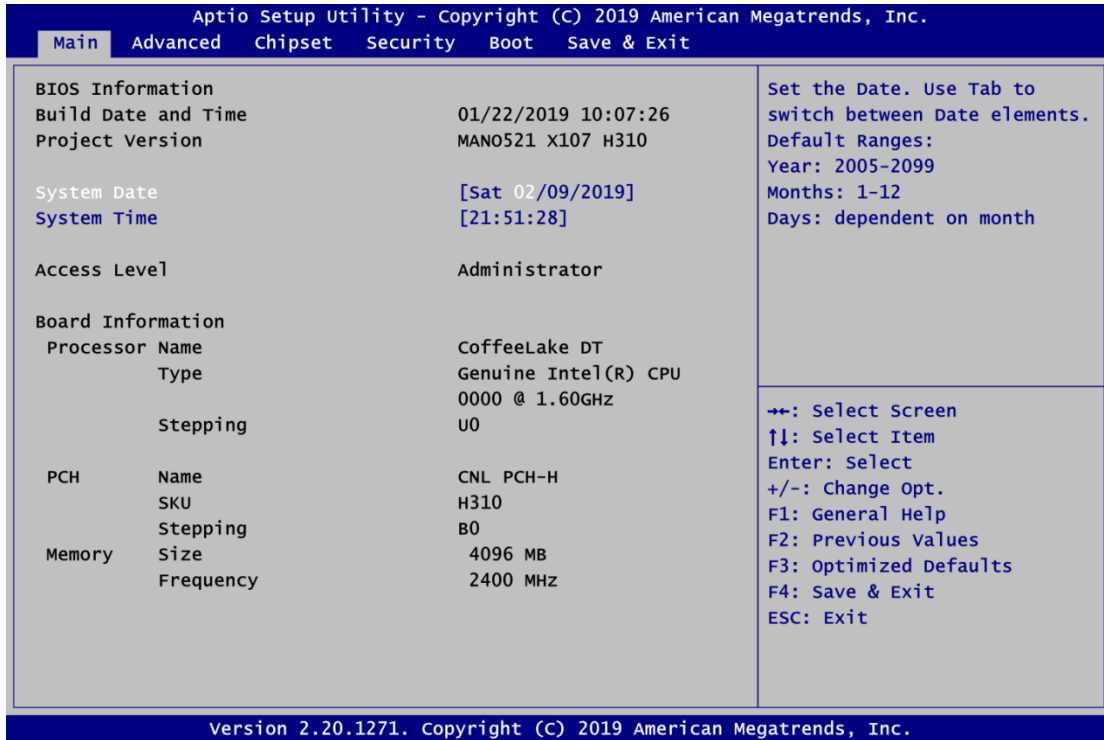 Aptio Setup Utility - Copyright (C) 2019 American Megatrends, Inc.
Main Advanced Chipset Security Boot Save & Exit
BIOS Information
Build Date and Time 01/22/2019 10:07:26
Project Version MANO521 X107 H310
System Date [Sat 02/09/2019]
System Time [21:51:28]
Access Level Administrator
Board Information
Processor Name CoffeeLake DT
Type Genuine Intel(R) CPU
0000 @ 1.60GHz
Stepping U0
PCH Name CNL PCH-H
SKU H310
Stepping B0
Memory Size 4096 MB
Frequency 2400 MHz
Set the Date. Use Tab to
switch between Date elements.
Default Ranges:
Year: 2005-2099
Months: 1-12
Days: dependent on month
→←: Select Screen
↑↓: Select Item
Enter: Select
+/-: Change Opt.
F1: General Help
F2: Previous Values
F3: Optimized Defaults
F4: Save & Exit
ESC: Exit
Version 2.20.1271. Copyright (C) 2019 American Megatrends, Inc.